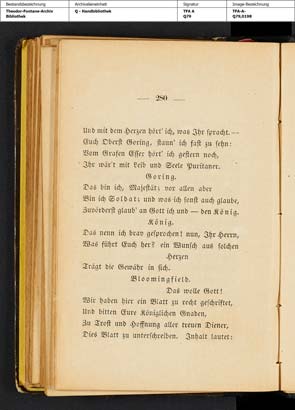 Bestandsbezeichnung
Theodor-Fontane-Archiv
Bibliothek
Archivalieneinheit
Q - Handbibliothek
Signatur
TFA A
Q79
Image-Bezeichnung
TFA-A-
Q79_0198
— 280 —
Und mit dem Herzen hört' ich, was Ihr spracht. —
Euch Oberst Goring, staun' ich fast zu sehn:
Vom Grafen Essex hört' ich gestern noch,
Ihr wär't mit Leib und Seele Puritaner.
Goring.
Das bin ich, Majestät; vor allen aber
Bin ich Soldat; und was ich sonst auch glaube,
Zuvörderst glaub' an Gott ich und — den König.
König.
Das nenn ich brav gesprochen! nun, Ihr Herrn,
Was führt Euch her? ein Wunsch aus solchen
Herzen
Trägt die Gewähr in sich.
Bloomingfield.
Das wolle Gott!
Wir haben hier ein Blatt zu recht geschriftet,
Und bitten Eure Königlichen Gnaden,
Zu Trost und Hoffnung aller treuen Diener,
Dies Blatt zu unterschreiben. Inhalt lautet: